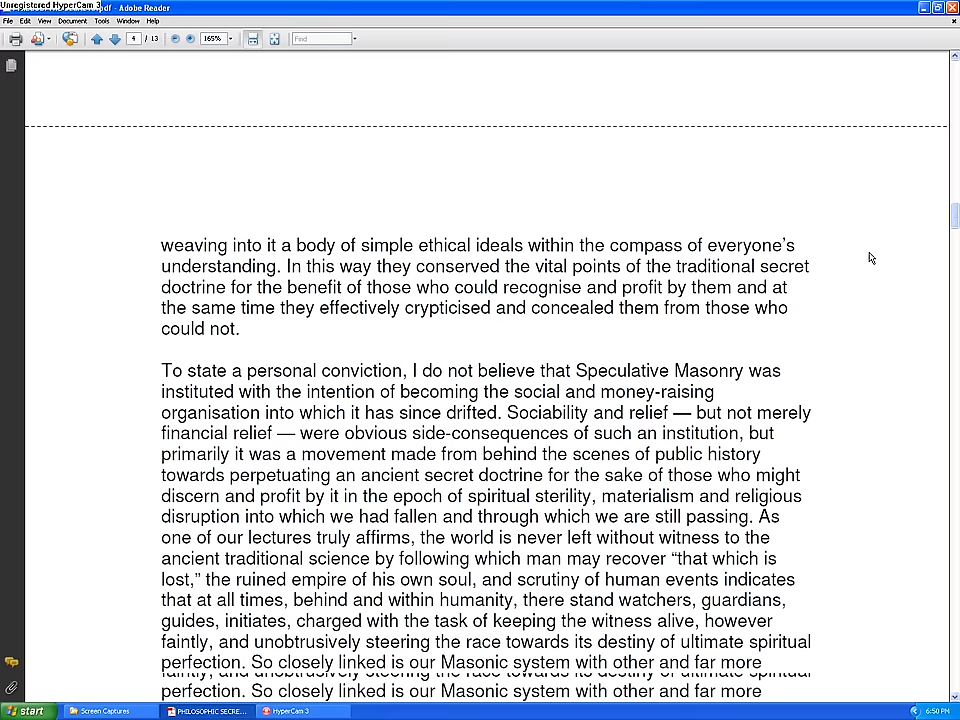 Unregistered HyperCam 3
.pdf - Adobe Reader
File Edit View Document Tools Window Help
4 / 13 165% Find
weaving into it a body of simple ethical ideals within the compass of everyone’s
understanding. In this way they conserved the vital points of the traditional secret
doctrine for the benefit of those who could recognise and profit by them and at
the same time they effectively crypticised and concealed them from those who
could not.
To state a personal conviction, I do not believe that Speculative Masonry was
instituted with the intention of becoming the social and money-raising
organisation into which it has since drifted. Sociability and relief — but not merely
financial relief — were obvious side-consequences of such an institution, but
primarily it was a movement made from behind the scenes of public history
towards perpetuating an ancient secret doctrine for the sake of those who might
discern and profit by it in the epoch of spiritual sterility, materialism and religious
disruption into which we had fallen and through which we are still passing. As
one of our lectures truly affirms, the world is never left without witness to the
ancient traditional science by following which man may recover “that which is
lost,” the ruined empire of his own soul, and scrutiny of human events indicates
that at all times, behind and within humanity, there stand watchers, guardians,
guides, initiates, charged with the task of keeping the witness alive, however
faintly, and unobtrusively steering the race towards its destiny of ultimate spiritual
perfection. So closely linked is our Masonic system with other and far more
faintly, and unobtrusively steering the race towards its destiny of ultimate spiritual
perfection. So closely linked is our Masonic system with other and far more
start Screen Captures PHILOSOPHIC SECRE... HyperCam 3 6:50 PM